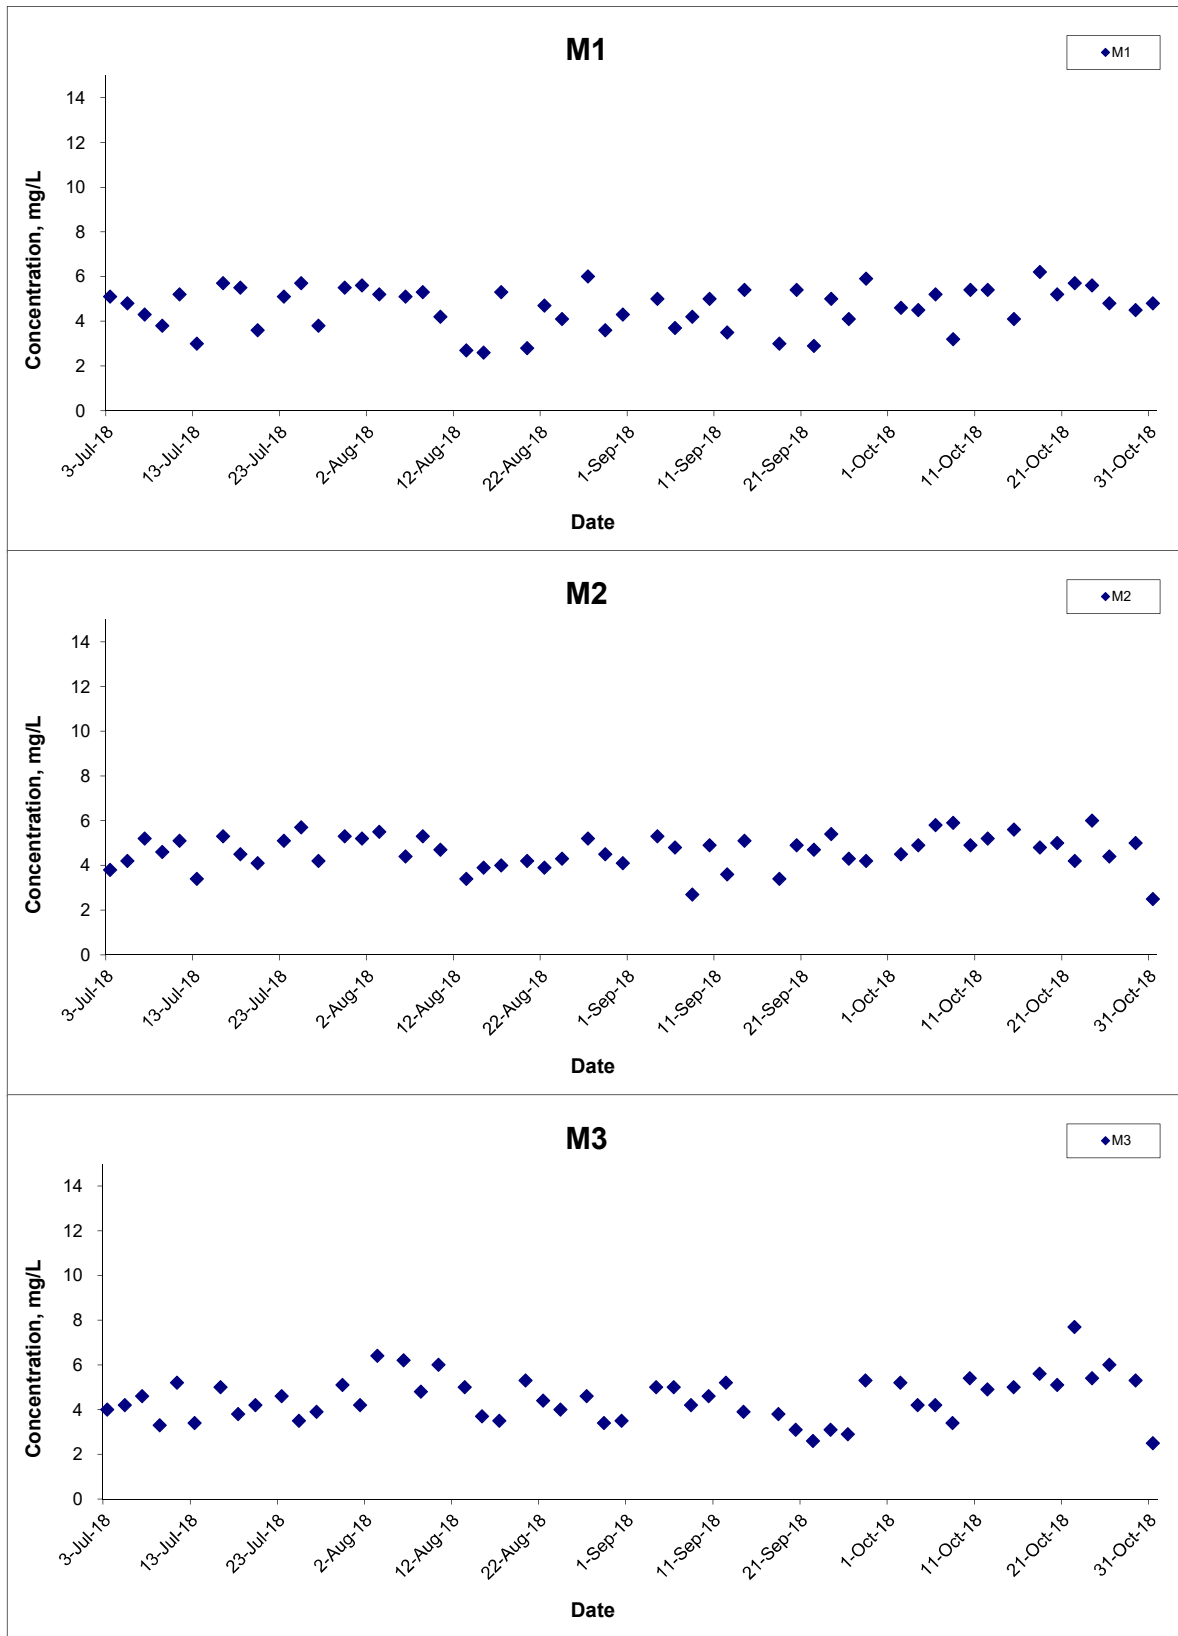 M1
M1
14
12
10
8
6
4
2
0
Concentration, mg/L
3-Jul-18
13-Jul-18
23-Jul-18
2-Aug-18
12-Aug-18
22-Aug-18
1-Sep-18
11-Sep-18
21-Sep-18
1-Oct-18
11-Oct-18
21-Oct-18
31-Oct-18
Date
M2
M2
14
12
10
8
6
4
2
0
Concentration, mg/L
3-Jul-18
13-Jul-18
23-Jul-18
2-Aug-18
12-Aug-18
22-Aug-18
1-Sep-18
11-Sep-18
21-Sep-18
1-Oct-18
11-Oct-18
21-Oct-18
31-Oct-18
Date
M3
M3
14
12
10
8
6
4
2
0
Concentration, mg/L
3-Jul-18
13-Jul-18
23-Jul-18
2-Aug-18
12-Aug-18
22-Aug-18
1-Sep-18
11-Sep-18
21-Sep-18
1-Oct-18
11-Oct-18
21-Oct-18
31-Oct-18
Date